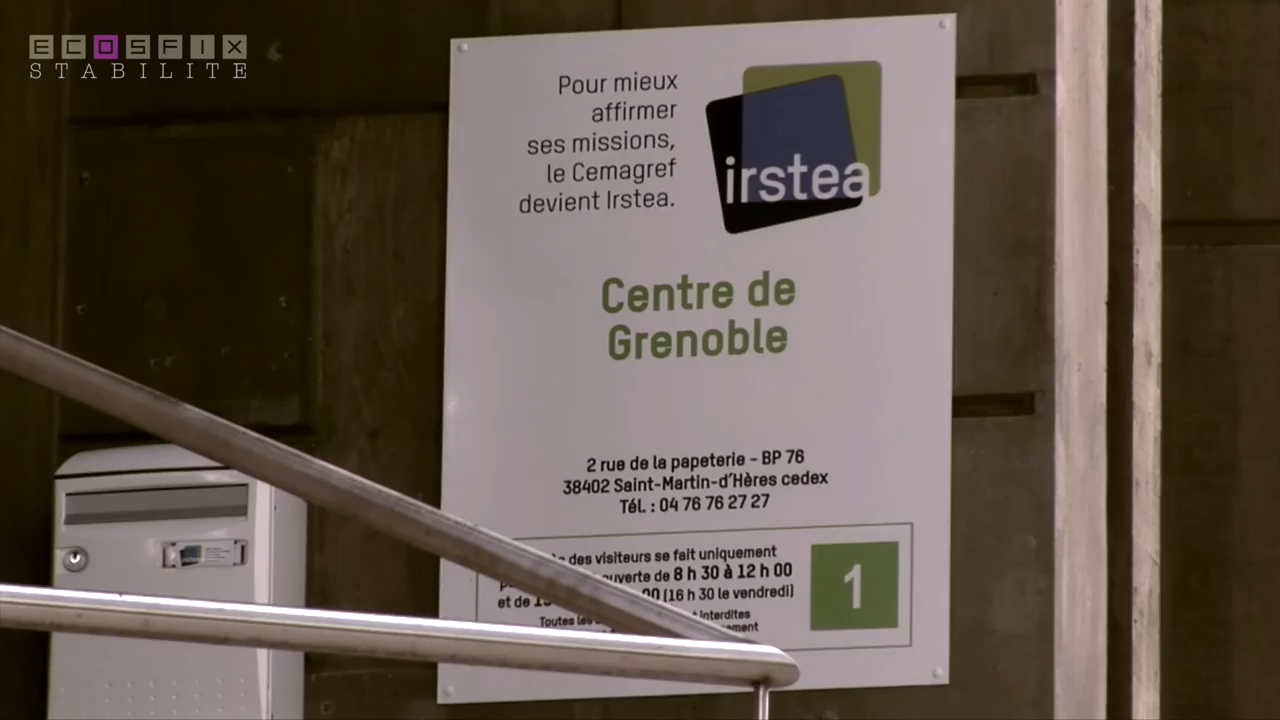 ECOSFIX
STABILITE
Pour mieux
affirmer
ses missions,
le Cemagref
devient Irstea.
irstea
Centre de
Grenoble
2 rue de la papeterie - BP 76
38402 Saint-Martin-d'Hères cedex
Tél. : 04 76 76 27 27
des visiteurs se fait uniquement
de 8 h 30 à 12 h 00
et de (16 h 30 le vendredi)
Toutes les interdites
1